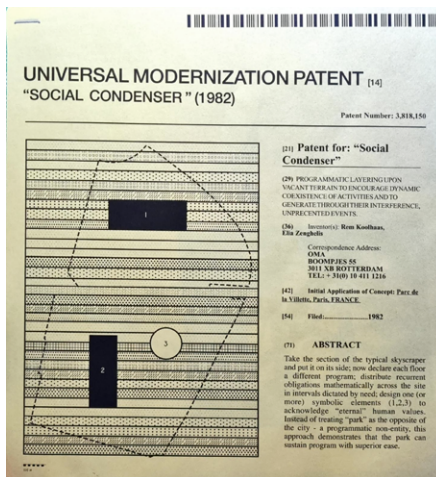 UNIVERSAL MODERNIZATION PATENT [14]
“SOCIAL CONDENSER” (1982)
Patent Number: 3,818,150
[21] Patent for: “Social
Condenser”
(29) PROGRAMMATIC LAYERING UPON
VACANT TERRAIN TO ENCOURAGE DYNAMIC
COEXISTENCE OF ACTIVITIES AND TO
GENERATE THROUGH THEIR INTERFERENCE,
UNPRECENTED EVENTS.
(36) Inventor(s): Rem Koolhaas,
Elia Zenghelis
Correspondence Address:
OMA
BOOMPJES 55
3011 XB ROTTERDAM
TEL: + 31(0) 10 411 1216
[42] Initial Application of Concept: Parc de
la Villette, Paris, FRANCE
[54] Filed:..................1982
(71) ABSTRACT
Take the section of the typical skyscraper
and put it on its side; now declare each floor
a different program; distribute recurrent
obligations mathematically across the site
in intervals dictated by need; design one (or
more) symbolic elements (1,2,3) to
acknowledge “eternal” human values.
Instead of treating “park” as the opposite of
the city - a programmatic non-entity, this
approach demonstrates that the park can
sustain program with superior ease.
1
3
2